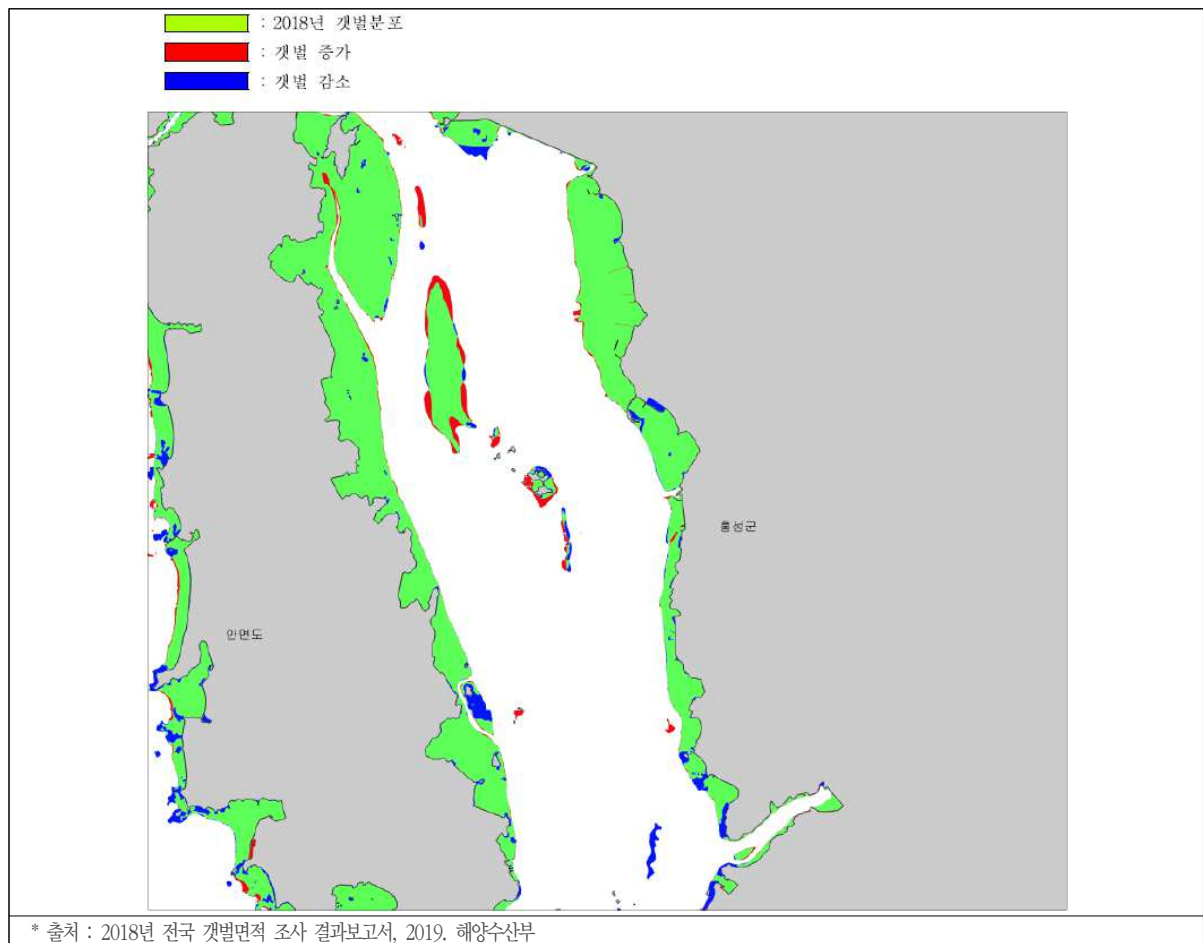 : 2018년 갯벌분포
: 갯벌 증가
: 갯벌 감소
홍성군
안면도
* 출처 : 2018년 전국 갯벌면적 조사 결과보고서, 2019. 해양수산부